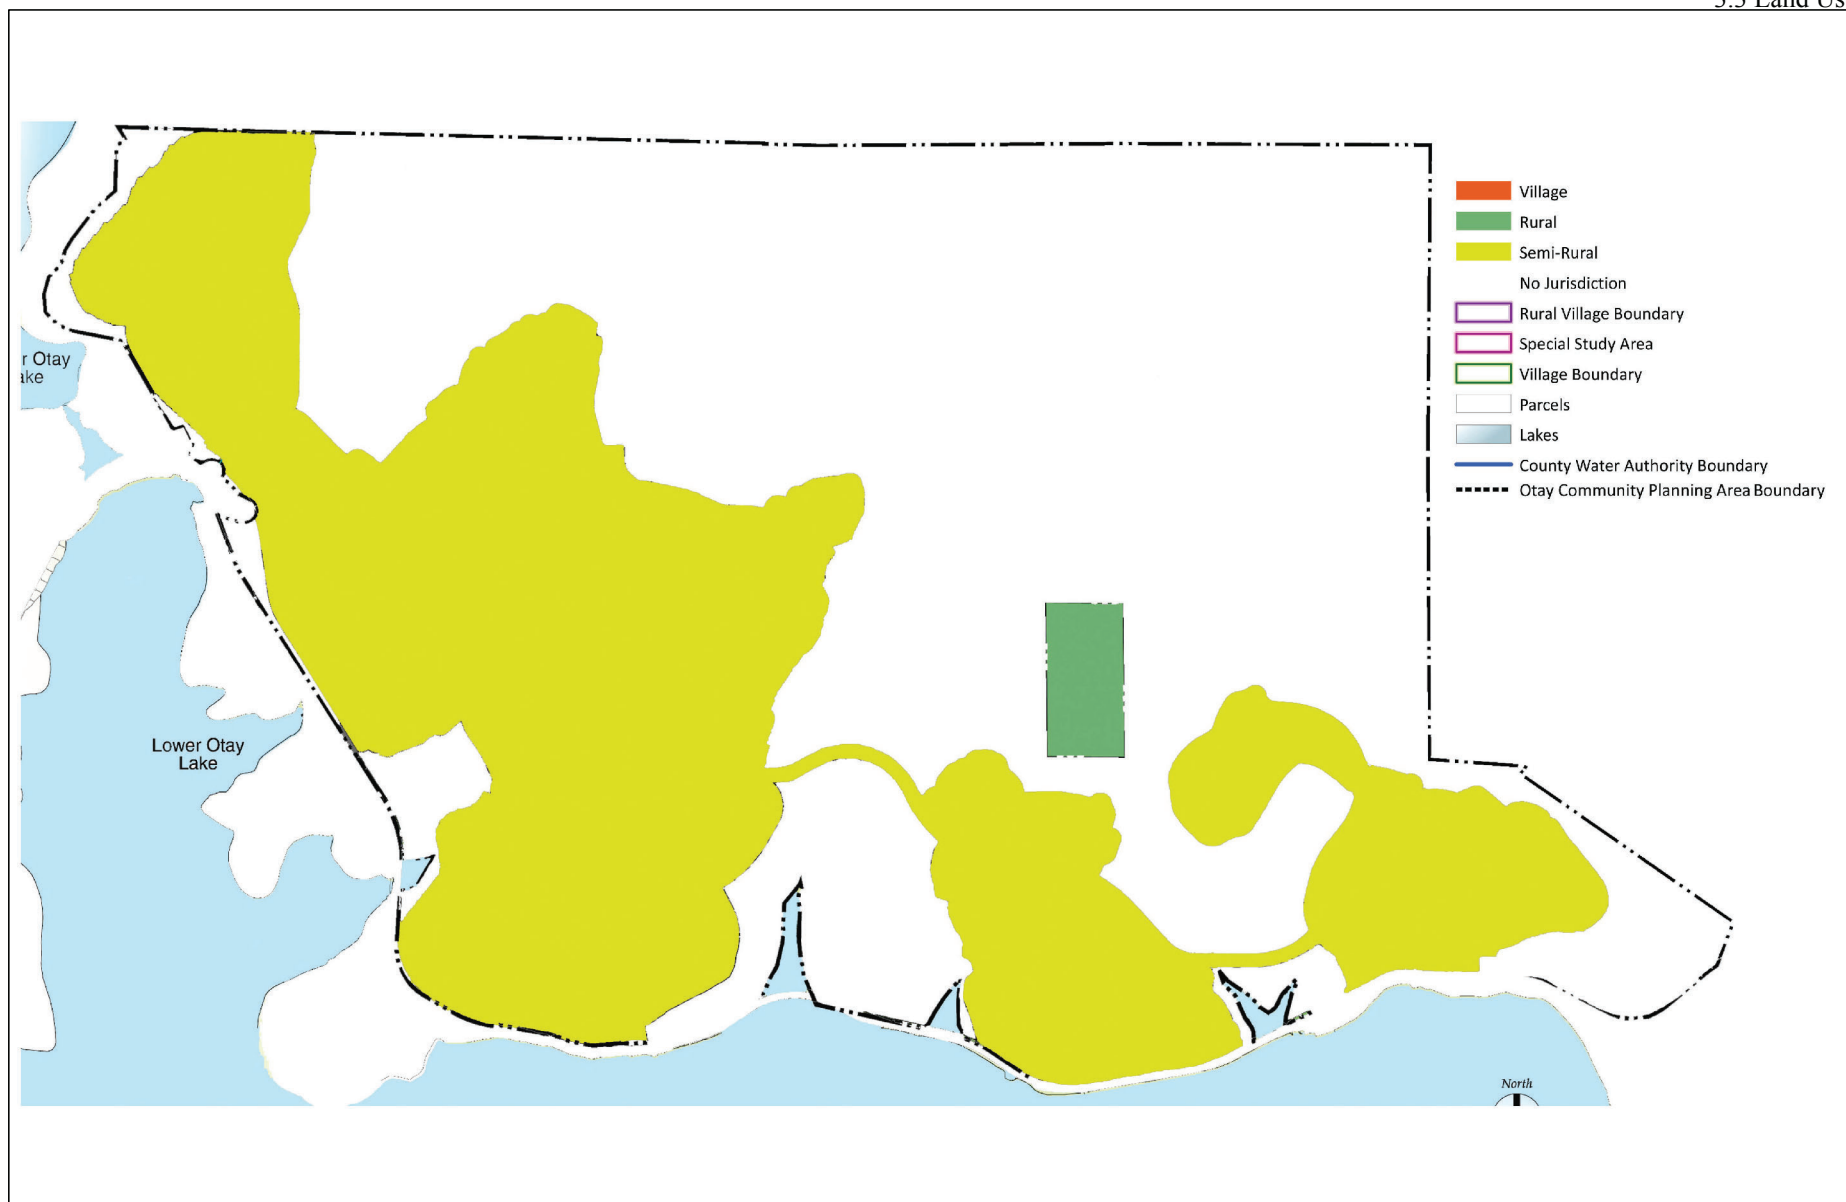 Village
Rural
Semi-Rural
No Jurisdiction
Rural Village Boundary
Special Study Area
Village Boundary
Parcels
Lakes
County Water Authority Boundary
Otay Community Planning Area Boundary
Otay
Lower Otay
Lake
North